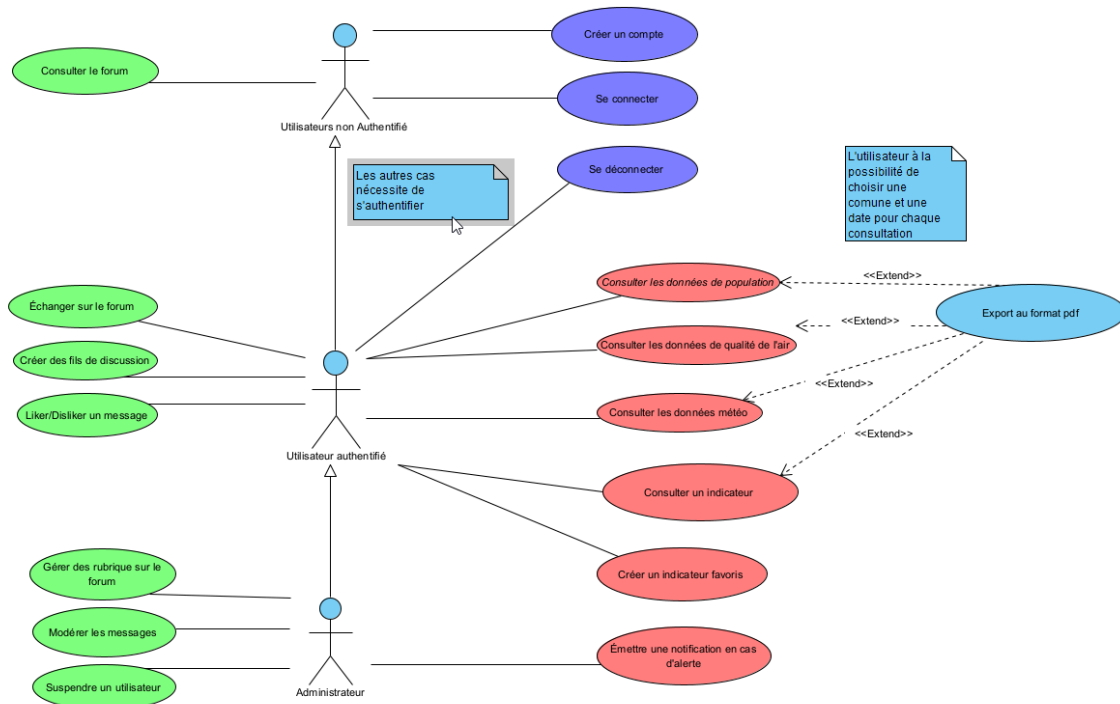 Créer un compte
Consulter le forum
Se connecter
Utilisateurs non Authentifié
Les autres cas
nécessite de
s'authentifier
Se déconnecter
L'utilisateur à la
possibilité de
choisir une
comune et une
date pour chaque
consultation
Consulter les données de population
<<Extend>>
Échanger sur le forum
Export au format pdf
<<Extend>>
Consulter les données de qualité de l'air
Créer des fils de discussion
<<Extend>>
Liker/Disliker un message
Consulter les données météo
<<Extend>>
Utilisateur authentifié
Consulter un indicateur
Gérer des rubrique sur le
forum
Créer un indicateur favoris
Modérer les messages
Émettre une notification en cas
d'alerte
Suspendre un utilisateur
Administrateur